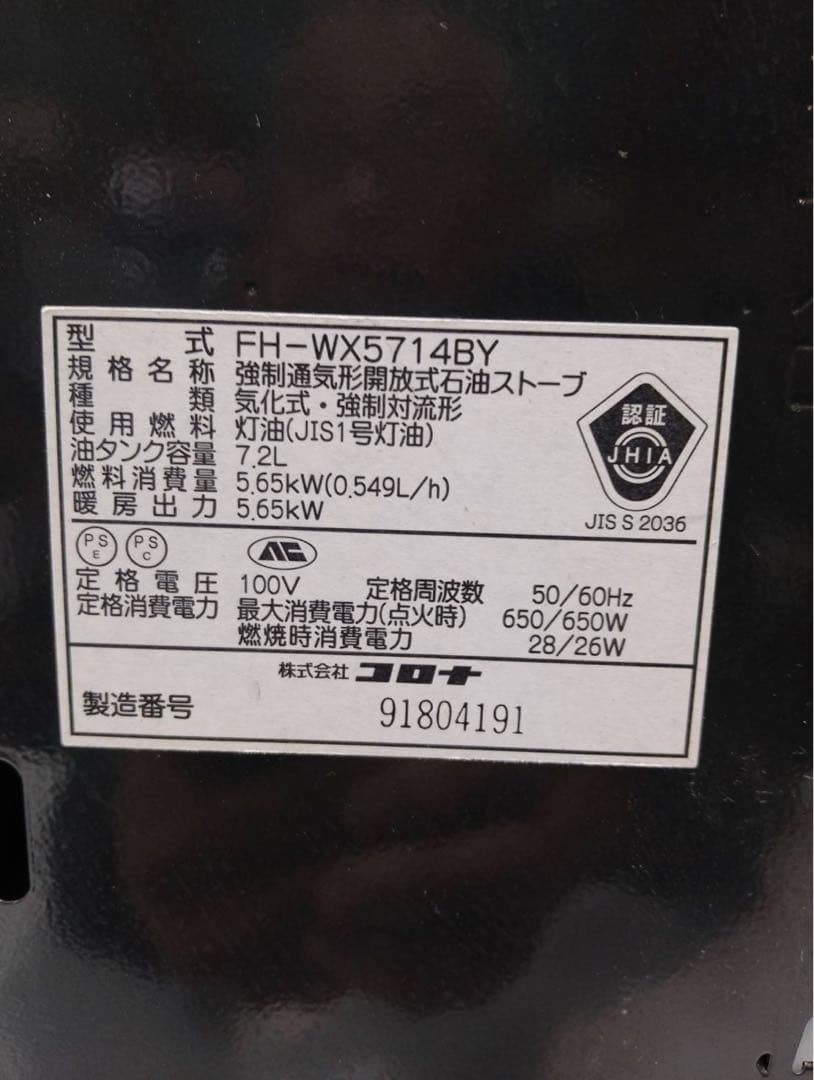 型式 FH-WX5714BY
規格名称 強制通気形開放式石油ストーブ
種類 気化式・強制対流形
使用燃料 灯油(JIS1号灯油)
油タンク容量 7.2L
燃料消費量 5.65kW(0.549L/h)
暖房出力 5.65kW
認証
JHIA
JIS S 2036
PS E PS C
定格電圧 100V 定格周波数 50/60Hz
定格消費電力 最大消費電力(点火時) 650/650W
燃焼時消費電力 28/26W
株式会社 コロナ
製造番号 91804191